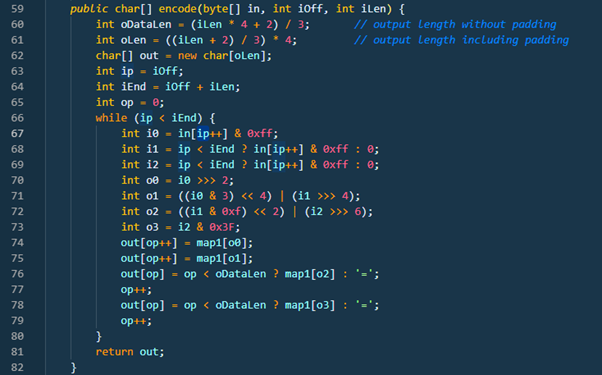 59 public char[] encode(byte[] in, int iOff, int iLen) {
60 int oDataLen = (iLen * 4 + 2) / 3; // output length without padding
61 int oLen = ((iLen + 2) / 3) * 4; // output length including padding
62 char[] out = new char[oLen];
63 int ip = iOff;
64 int iEnd = iOff + iLen;
65 int op = 0;
66 while (ip < iEnd) {
67 int i0 = in[ip++] & 0xff;
68 int i1 = ip < iEnd ? in[ip++] & 0xff : 0;
69 int i2 = ip < iEnd ? in[ip++] & 0xff : 0;
70 int o0 = i0 >>> 2;
71 int o1 = ((i0 & 3) << 4) | (i1 >>> 4);
72 int o2 = ((i1 & 0xf) << 2) | (i2 >>> 6);
73 int o3 = i2 & 0x3F;
74 out[op++] = map1[o0];
75 out[op++] = map1[o1];
76 out[op] = op < oDataLen ? map1[o2] : '=';
77 op++;
78 out[op] = op < oDataLen ? map1[o3] : '=';
79 op++;
80 }
81 return out;
82 }